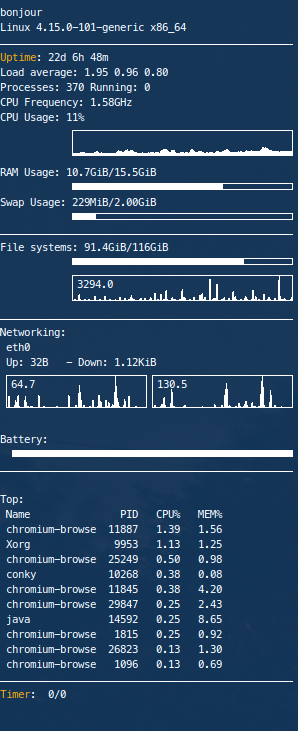 bonjour
Linux 4.15.0-101-generic x86_64
Uptime: 22d 6h 48m
Load average: 1.95 0.96 0.80
Processes: 370 Running: 0
CPU Frequency: 1.58GHz
CPU Usage: 11%
RAM Usage: 10.7GiB/15.5GiB
Swap Usage: 229MiB/2.00GiB
File systems: 91.4GiB/116GiB
3294.0
Networking:
eth0
Up: 32B - Down: 1.12KiB
64.7 130.5
Battery:
Top:
Name PID CPU% MEM%
chromium-browse 11887 1.39 1.56
Xorg 9953 1.13 1.25
chromium-browse 25249 0.50 0.98
conky 10268 0.38 0.08
chromium-browse 11845 0.38 4.20
chromium-browse 29847 0.25 2.43
java 14592 0.25 8.65
chromium-browse 1815 0.25 0.92
chromium-browse 26823 0.13 1.30
chromium-browse 1096 0.13 0.69
Timer: 0/0